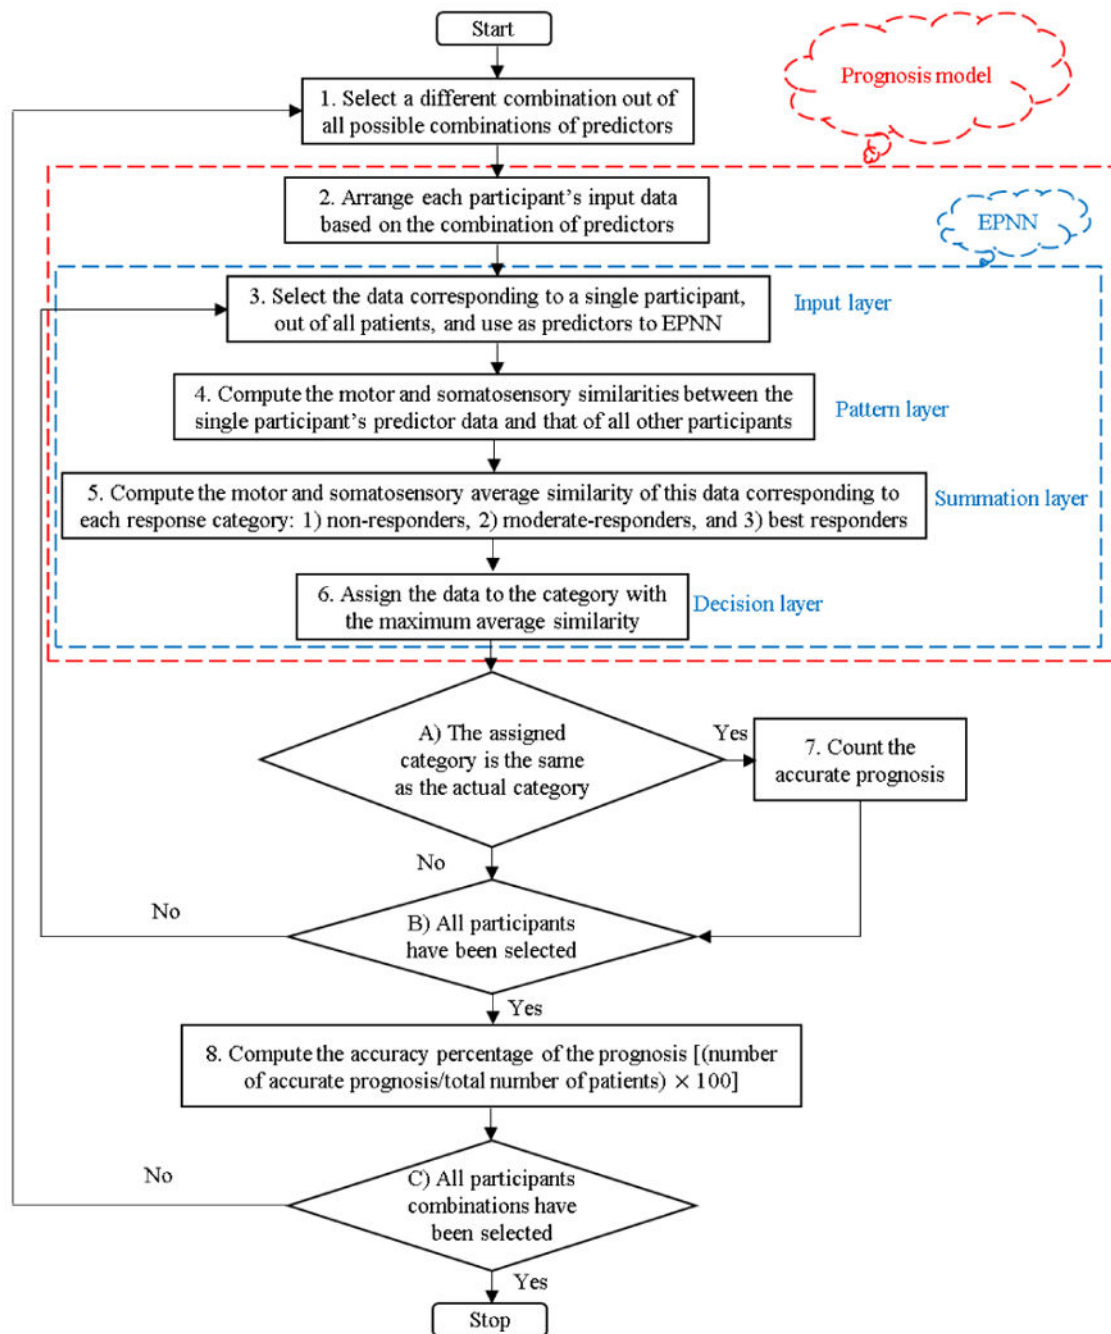 Start
Prognosis model
1. Select a different combination out of
all possible combinations of predictors
2. Arrange each participant's input data
based on the combination of predictors
EPNN
3. Select the data corresponding to a single participant,
out of all patients, and use as predictors to EPNN
Input layer
4. Compute the motor and somatosensory similarities between the
single participant's predictor data and that of all other participants
Pattern layer
5. Compute the motor and somatosensory average similarity of this data corresponding to
each response category: 1) non-responders, 2) moderate-responders, and 3) best responders
Summation layer
6. Assign the data to the category with
the maximum average similarity
Decision layer
A) The assigned
category is the same
as the actual category
Yes
7. Count the
accurate prognosis
No
B) All participants
have been selected
No
Yes
8. Compute the accuracy percentage of the prognosis [(number
of accurate prognosis/total number of patients) × 100]
C) All participants
combinations have
been selected
No
Yes
Stop